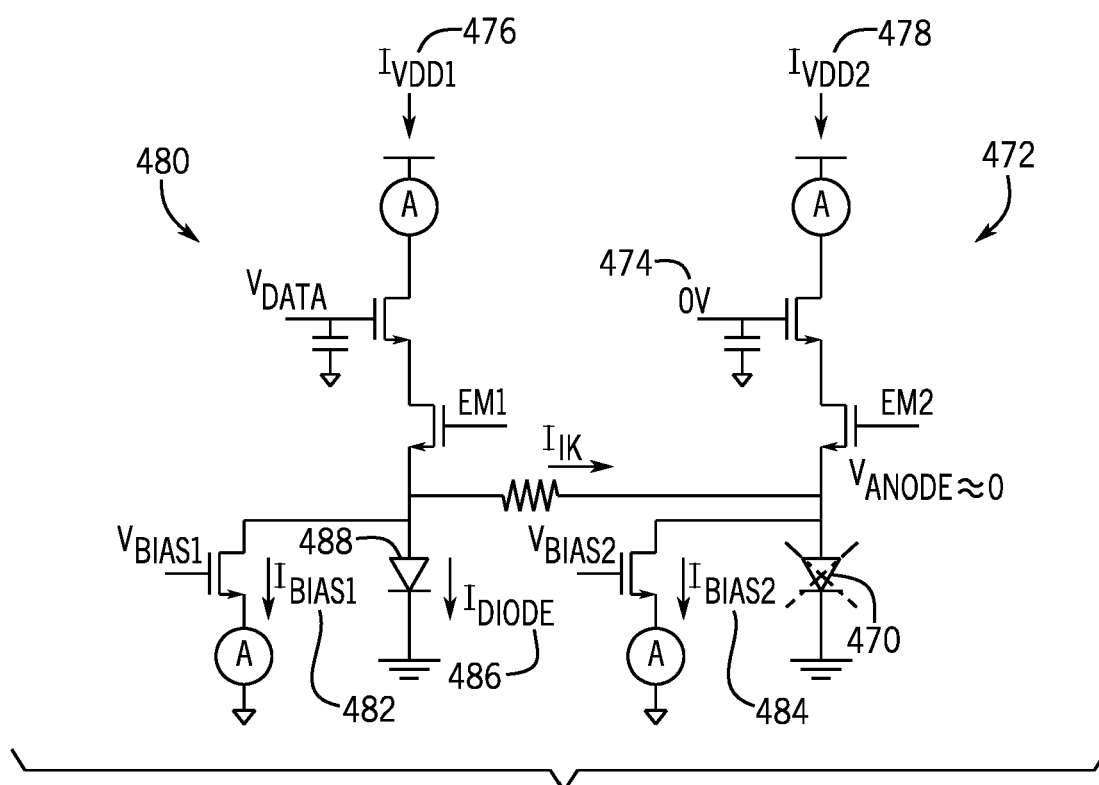 476
478
I_VDD1
I_VDD2
480
472
A
A
474
V_DATA
0V
EM1
EM2
I_IK
V_ANODE≈0
V_BIAS1
488
V_BIAS2
I_BIAS1
I_DIODE
I_BIAS2
470
A
486
A
482
484